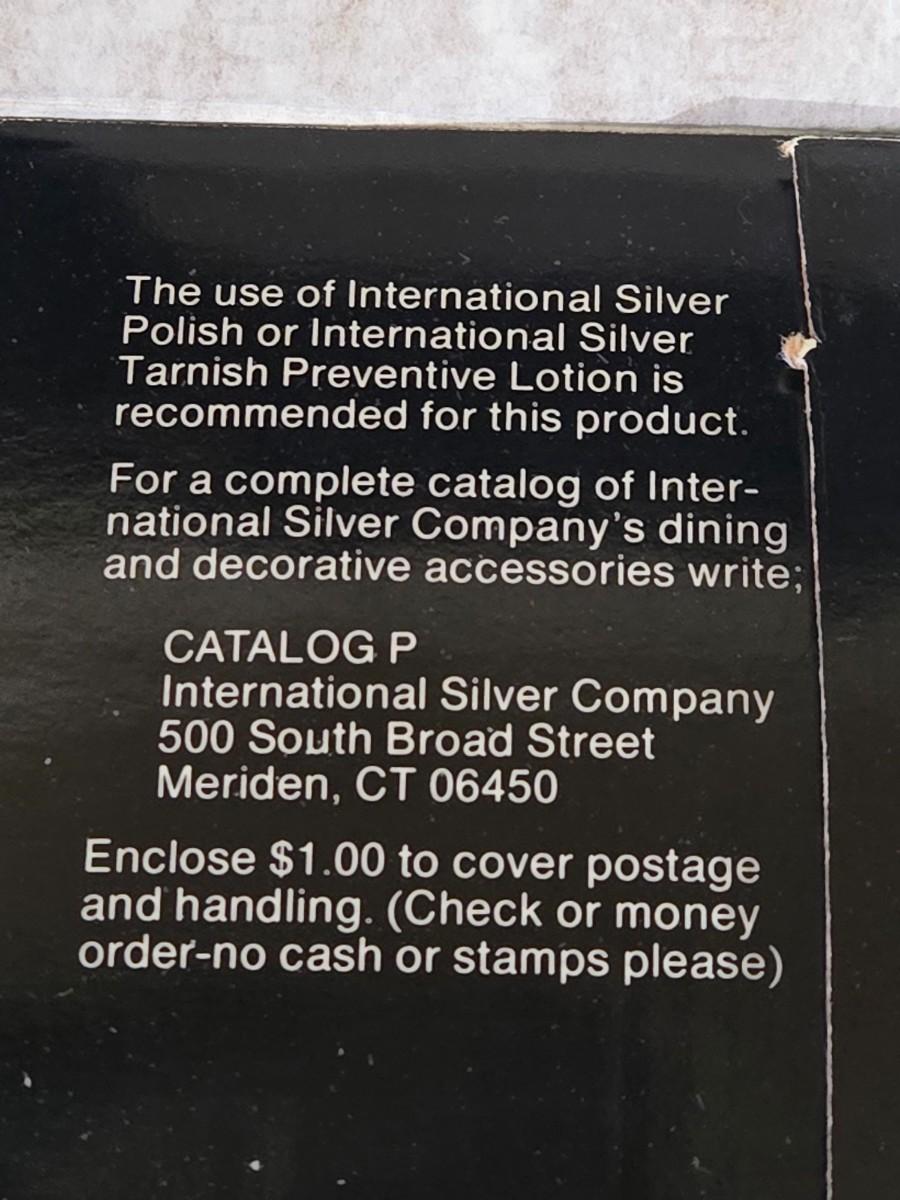 The use of International Silver
Polish or International Silver
Tarnish Preventive Lotion is
recommended for this product.
For a complete catalog of Inter-
national Silver Company's dining
and decorative accessories write;
CATALOG P
International Silver Company
500 South Broad Street
Meriden, CT 06450
Enclose $1.00 to cover postage
and handling. (Check or money
order-no cash or stamps please)